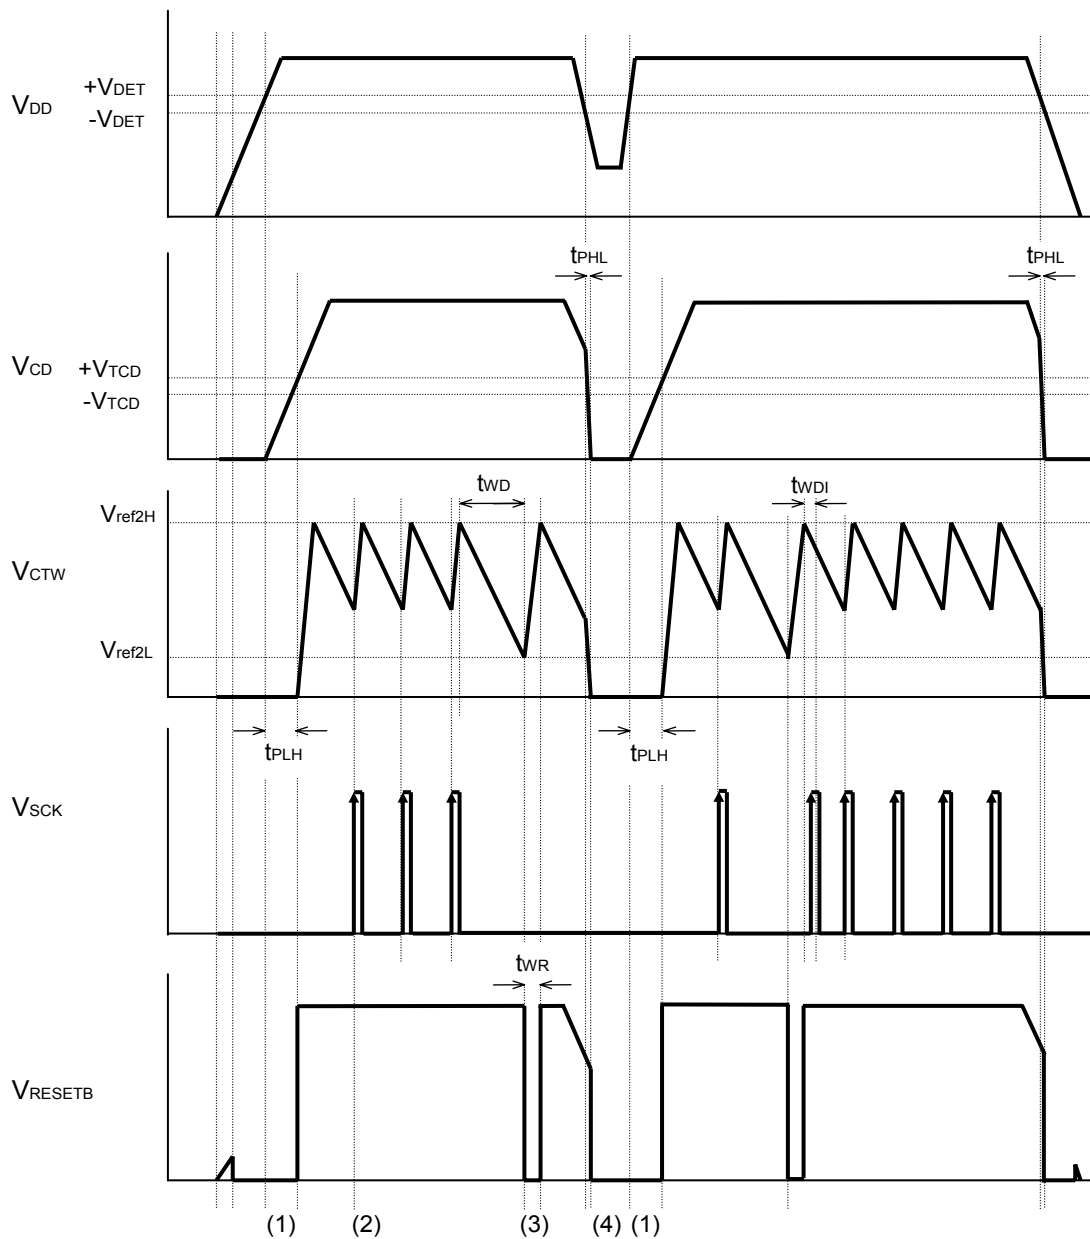 +VDET
VDD
-VDET
tPHL
tPHL
VCD
+VTCD
-VTCD
tWD
tWDI
Vref2H
VCTW
Vref2L
tPLH
tPLH
VSCK
tWR
VRESETB
(1) (2) (3) (4) (1)